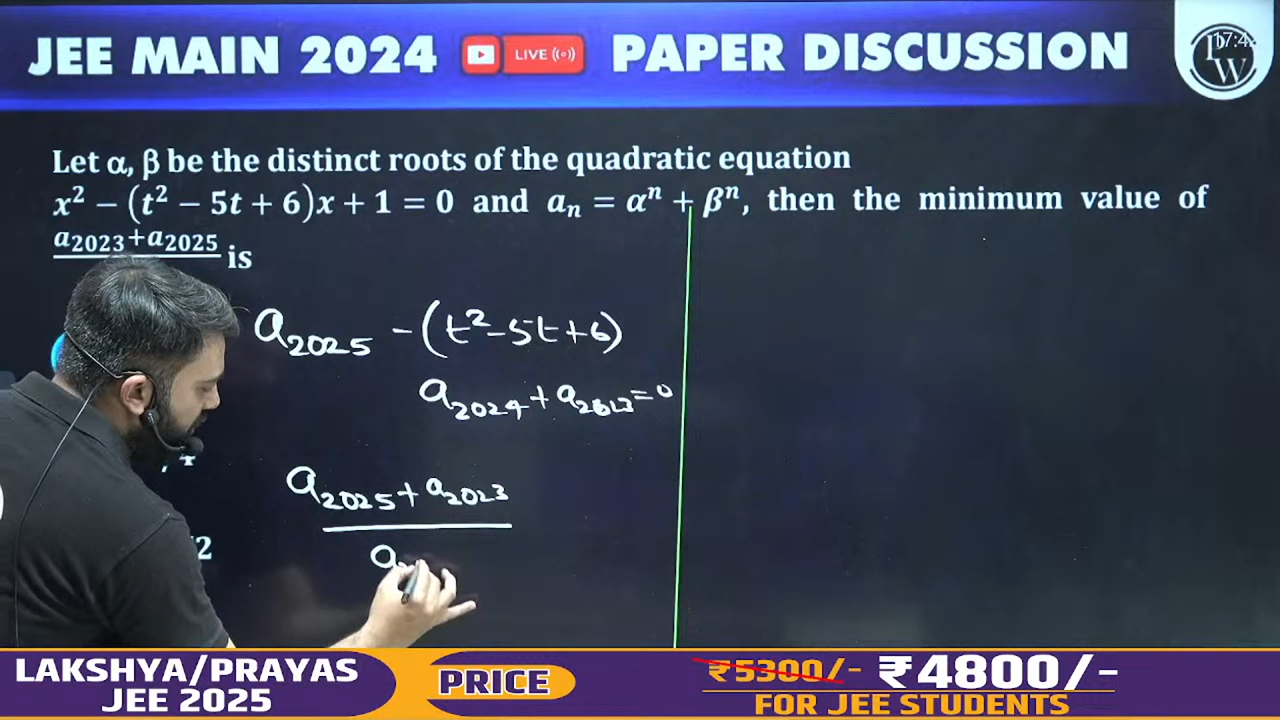 JEE MAIN 2024 LIVE PAPER DISCUSSION
17:4
W
Let α, β be the distinct roots of the quadratic equation
x² − (t² − 5t + 6)x + 1 = 0 and aₙ = αⁿ + βⁿ, then the minimum value of
a₂₀₂₃+a₂₀₂₅ is
a₂₀₂₅ - (t²-5t+6)
a₂₀₂₄ + a₂₀₂₃ = 0
a₂₀₂₅ + a₂₀₂₃
a
LAKSHYA/PRAYAS
JEE 2025
PRICE
₹5300/- ₹4800/-
FOR JEE STUDENTS